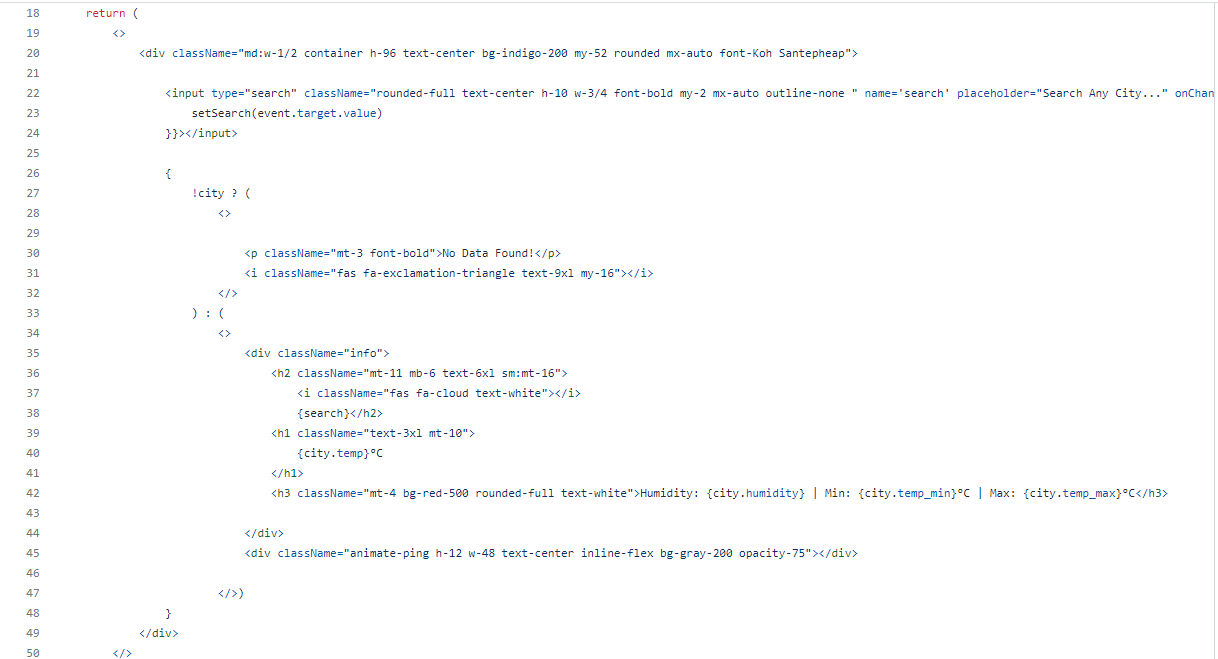 18 return (
19 <>
20 <div className="md:w-1/2 container h-96 text-center bg-indigo-200 my-52 rounded mx-auto font-Koh Santepheap">
21
22 <input type="search" className="rounded-full text-center h-10 w-3/4 font-bold my-2 mx-auto outline-none " name='search' placeholder="Search Any City..." onChan
23 setSearch(event.target.value)
24 }}></input>
25
26 {
27 !city ? (
28 <>
29
30 <p className="mt-3 font-bold">No Data Found!</p>
31 <i className="fas fa-exclamation-triangle text-9xl my-16"></i>
32 </>
33 ) : (
34 <>
35 <div className="info">
36 <h2 className="mt-11 mb-6 text-6xl sm:mt-16">
37 <i className="fas fa-cloud text-white"></i>
38 {search}</h2>
39 <h1 className="text-3xl mt-10">
40 {city.temp}°C
41 </h1>
42 <h3 className="mt-4 bg-red-500 rounded-full text-white">Humidity: {city.humidity} | Min: {city.temp_min}°C | Max: {city.temp_max}°C</h3>
43
44 </div>
45 <div className="animate-ping h-12 w-48 text-center inline-flex bg-gray-200 opacity-75"></div>
46
47 </>)
48 }
49 </div>
50 </>